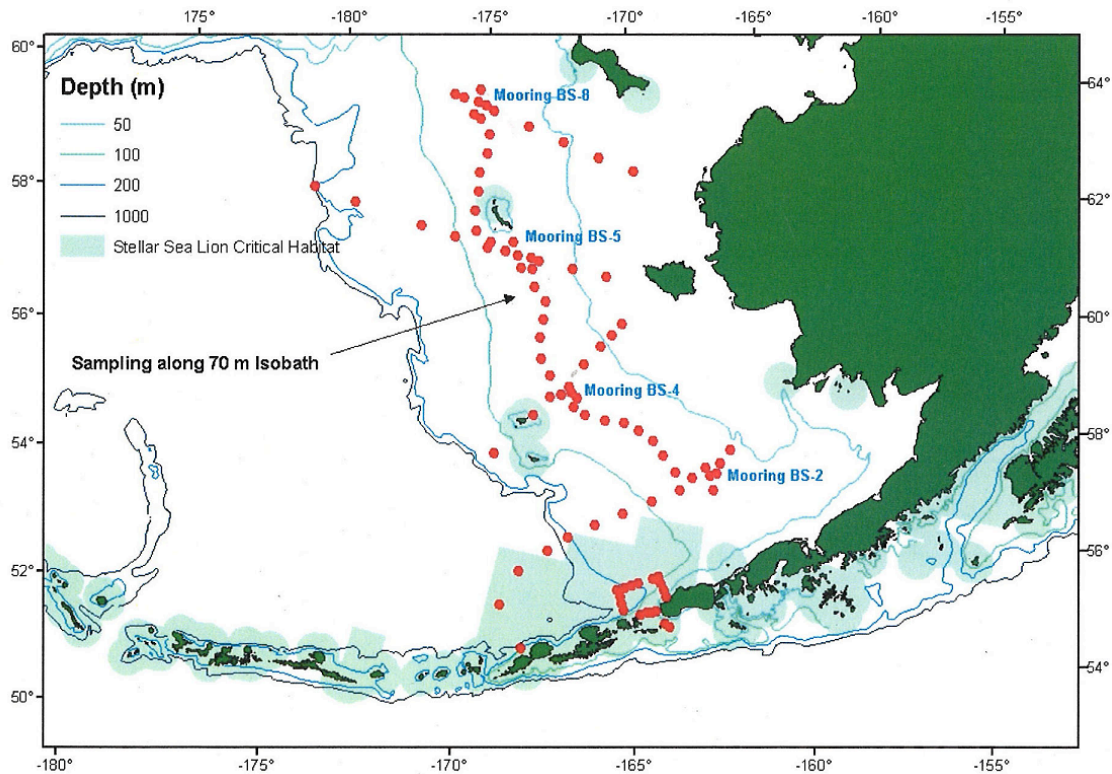 175° -180° -175° -170° -165° -160° -155°
60°
64°
Depth (m)
Mooring BS-8
50
100
58°
200
62°
1000
Mooring BS-5
Stellar Sea Lion Critical Habitat
56°
60°
Sampling along 70 m Isobath
Mooring BS-4
54°
58°
Mooring BS-2
52°
56°
50°
54°
-180° -175° -170° -165° -160° -155°